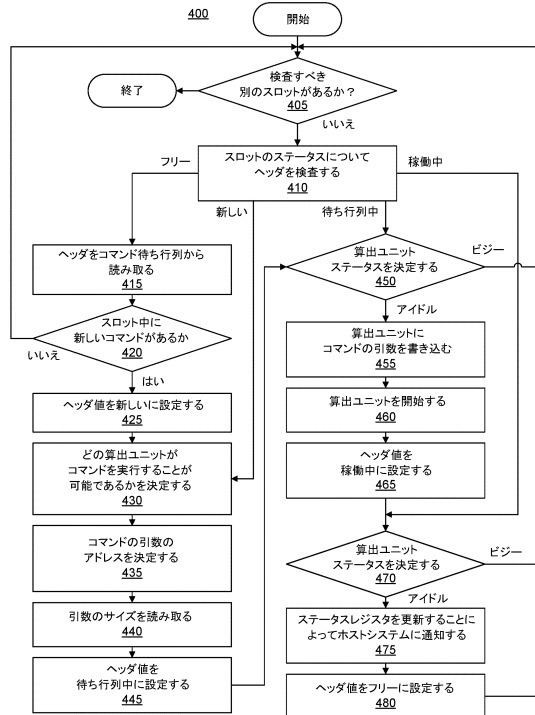 400
開始
検査すべき
別のスロットがあるか？
405
終了
いいえ
スロットのステータスについて
ヘッダを検査する
410
フリー
稼働中
新しい
待ち行列中
ヘッダをコマンド待ち行列から
読み取る
415
算出ユニット
ステータスを決定する
450
ビジー
アイドル
スロット中に
新しいコマンドがあるか
420
いいえ
はい
算出ユニットに
コマンドの引数を書き込む
455
ヘッダ値を新しいに設定する
425
算出ユニットを開始する
460
どの算出ユニットが
コマンドを実行することが
可能であるかを決定する
430
ヘッダ値を
稼働中に設定する
465
コマンドの引数の
アドレスを決定する
435
算出ユニット
ステータスを決定する
470
ビジー
アイドル
引数のサイズを読み取る
440
ステータスレジスタを更新することに
よってホストシステムに通知する
475
ヘッダ値を
待ち行列中に設定する
445
ヘッダ値をフリーに設定する
480